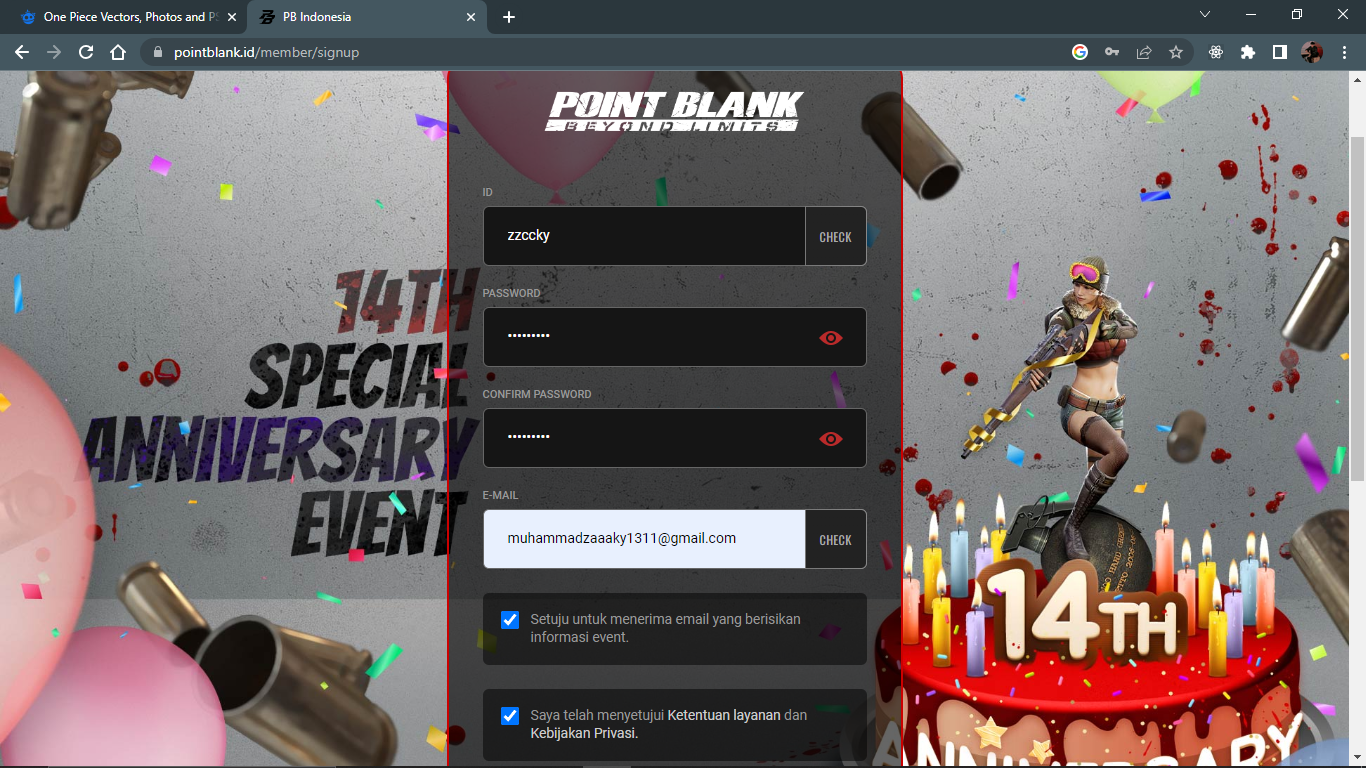 One Piece Vectors, Photos and PS
PB Indonesia
pointblank.id/member/signup
POINT BLANK
BEYOND LIMITS
ID
zzccky
CHECK
PASSWORD
•••••••••
CONFIRM PASSWORD
•••••••••
E-MAIL
muhammadzaaaky1311@gmail.com
CHECK
Setuju untuk menerima email yang berisikan
informasi event.
Saya telah menyetujui Ketentuan layanan dan
Kebijakan Privasi.
14TH
SPECIAL
ANNIVERSARY
EVENT
14TH
ANNIVERSARY